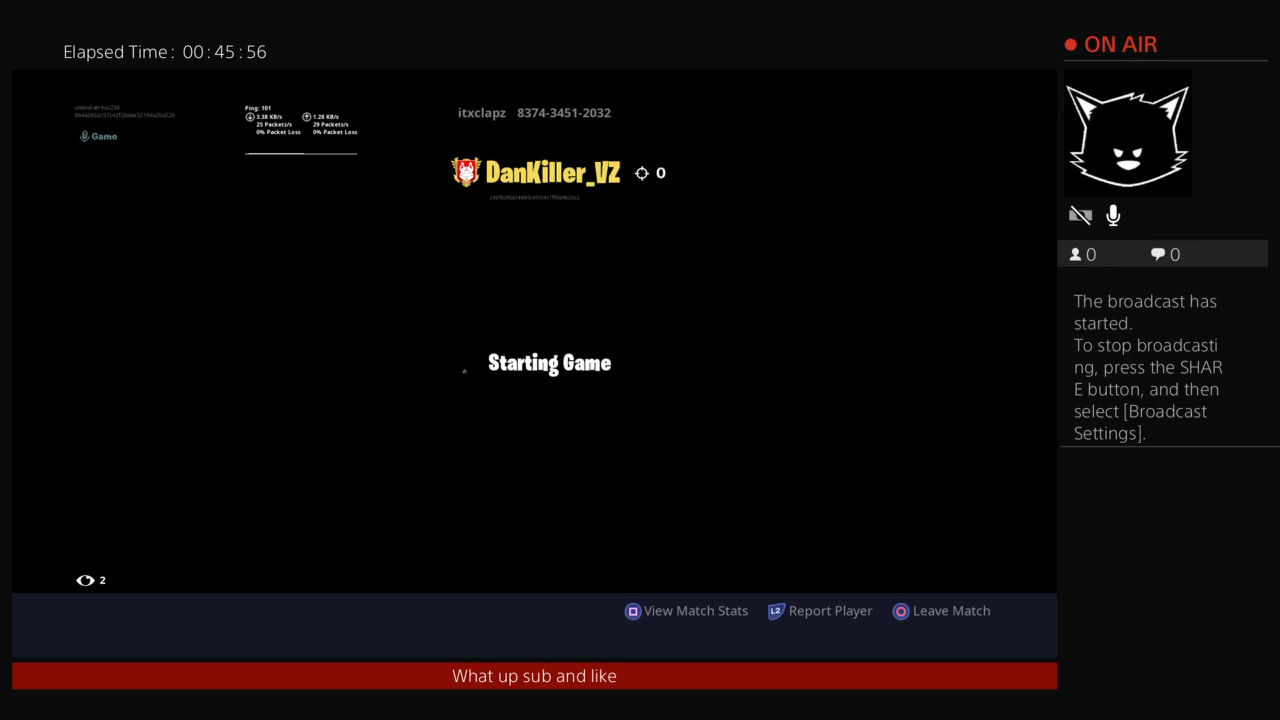 Elapsed Time: 00:45:56
ON AIR
Ping: 101
3.38 KB/s 1.28 KB/s
25 Packets/s 29 Packets/s
0% Packet Loss 0% Packet Loss
Game
itxclapz 8374-3451-2032
DanKiller_VZ 0
Starting Game
2
View Match Stats L2 Report Player Leave Match
What up sub and like
0 0
The broadcast has
started.
To stop broadcasti
ng, press the SHAR
E button, and then
select [Broadcast
Settings].